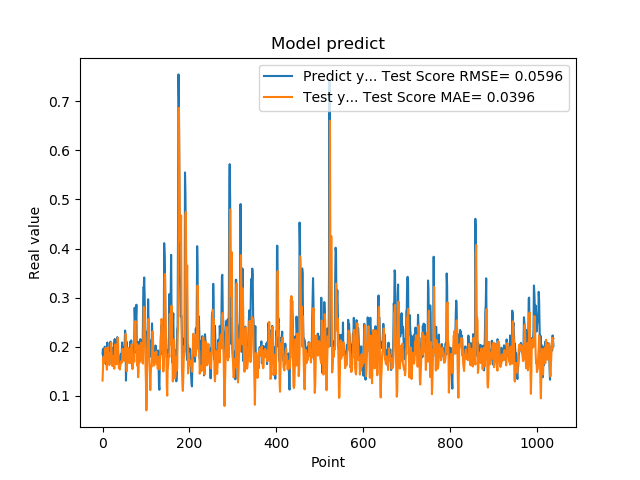 Model predict
Predict y... Test Score RMSE= 0.0596
Test y... Test Score MAE= 0.0396
Real value
0.7
0.6
0.5
0.4
0.3
0.2
0.1
0 200 400 600 800 1000
Point